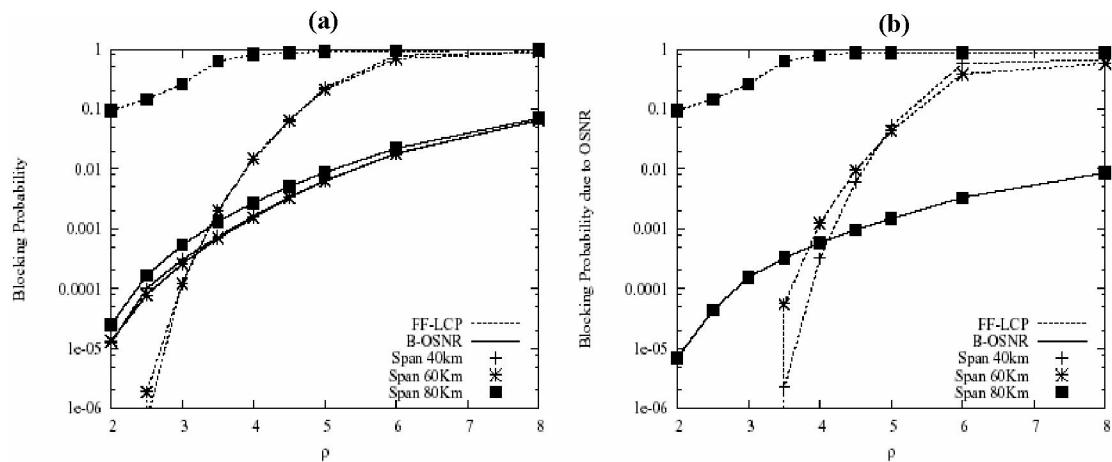 (a)
Blocking Probability
1
0.1
0.01
0.001
0.0001
1e-05
1e-06
FF-LCP
B-OSNR
Span 40km
Span 60Km
Span 80Km
2 3 4 5 6 7 8
ρ
(b)
Blocking Probability due to OSNR
1
0.1
0.01
0.001
0.0001
1e-05
1e-06
FF-LCP
B-OSNR
Span 40km
Span 60Km
Span 80Km
2 3 4 5 6 7 8
ρ